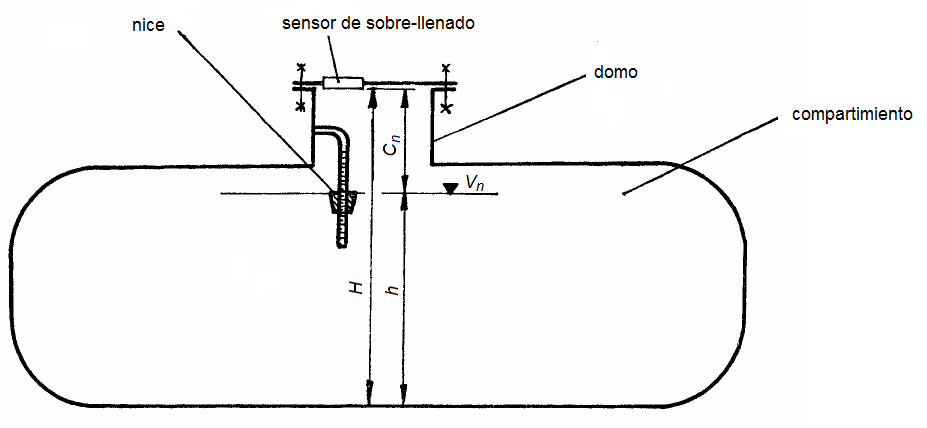 nice
sensor de sobre-llenado
domo
compartimiento
Cn
Vn
H
h